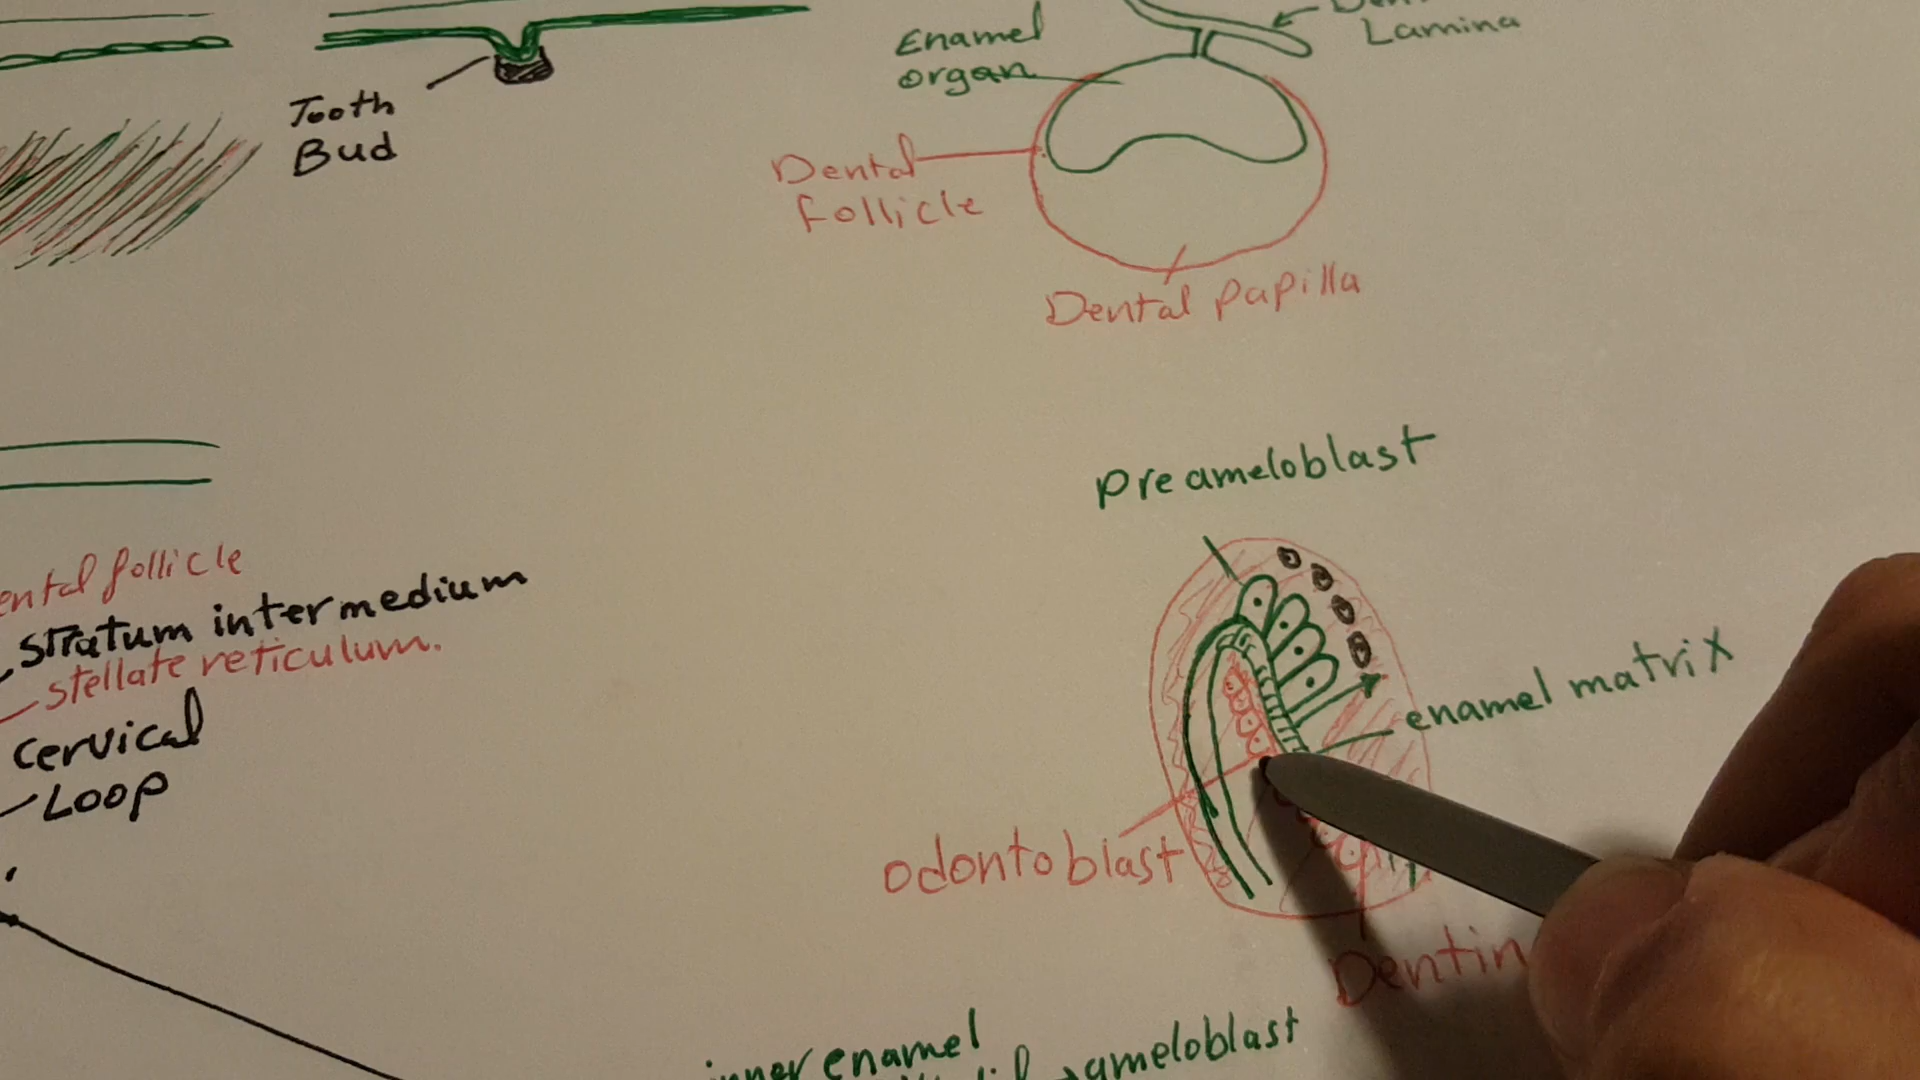 Enamel
organ
Lamina
Tooth
Bud
Dental
follicle
Dental papilla
preameloblast
follicle
stratum intermedium
stellate reticulum.
enamel matrix
cervical
Loop
odontoblast
Dentin
inner enamel
ameloblast